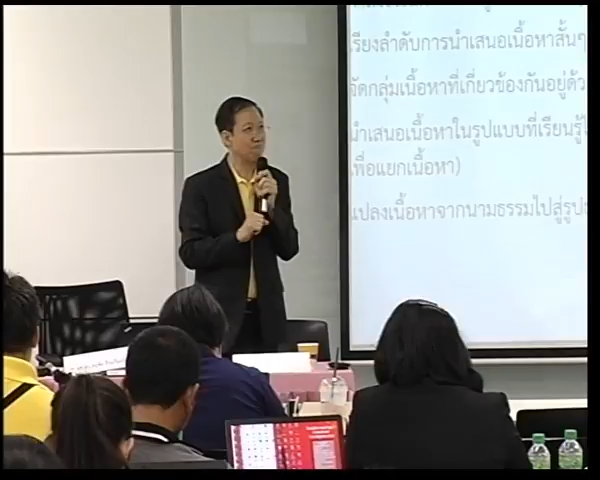 เรียงลำดับการนำเสนอเนื้อหาสั้นๆ
จัดกลุ่มเนื้อหาที่เกี่ยวข้องกันอยู่ด้ว
นำเสนอเนื้อหาในรูปแบบที่เรียนรู้
เพื่อแยกเนื้อหา)
แปลงเนื้อหาจากนามธรรมไปสู่รูป